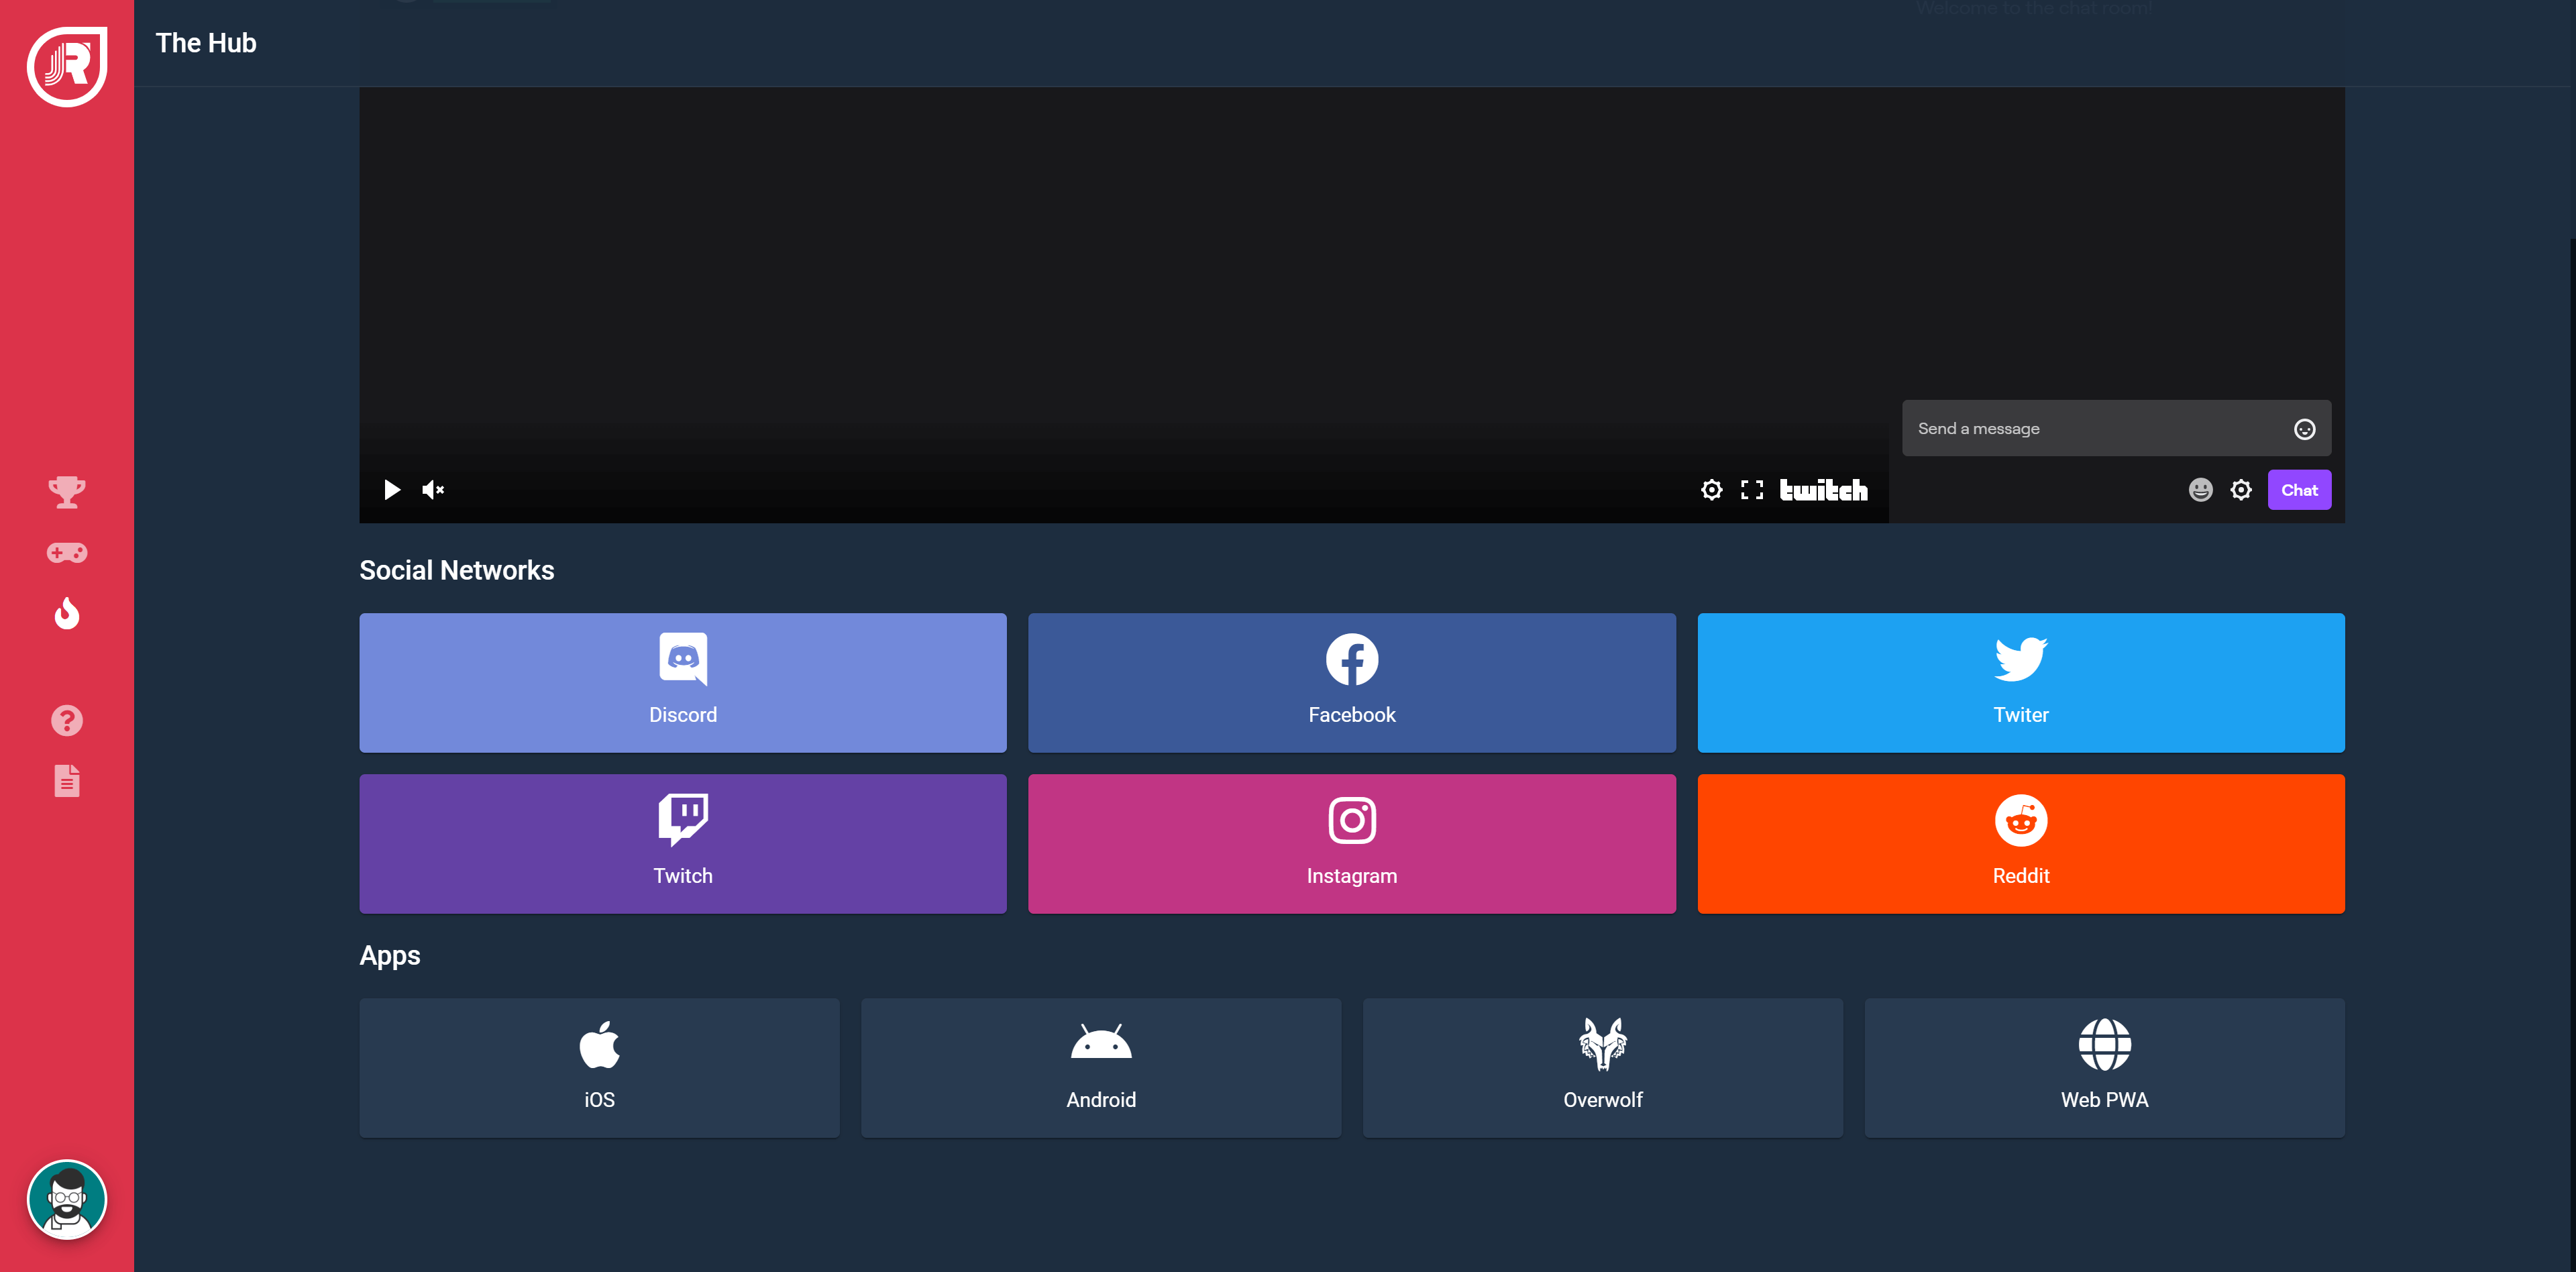 Welcome to the chat room!
The Hub
Send a message
twitch
Chat
Social Networks
Discord
Facebook
Twiter
Twitch
Instagram
Reddit
Apps
iOS
Android
Overwolf
Web PWA